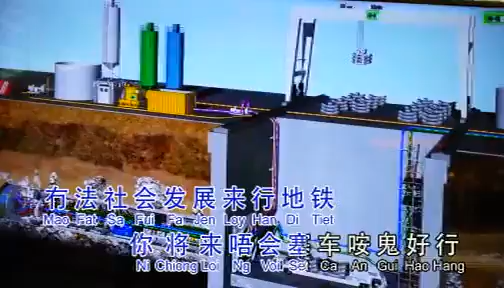 冇法社会发展来行地铁
Mao Fat Sa Fui Fa Jen Loy Han Di Tiet
你将来唔会塞车咹鬼好行
Ni Chiong Loi Ng Voi Set Ca An Gui Hao Hang